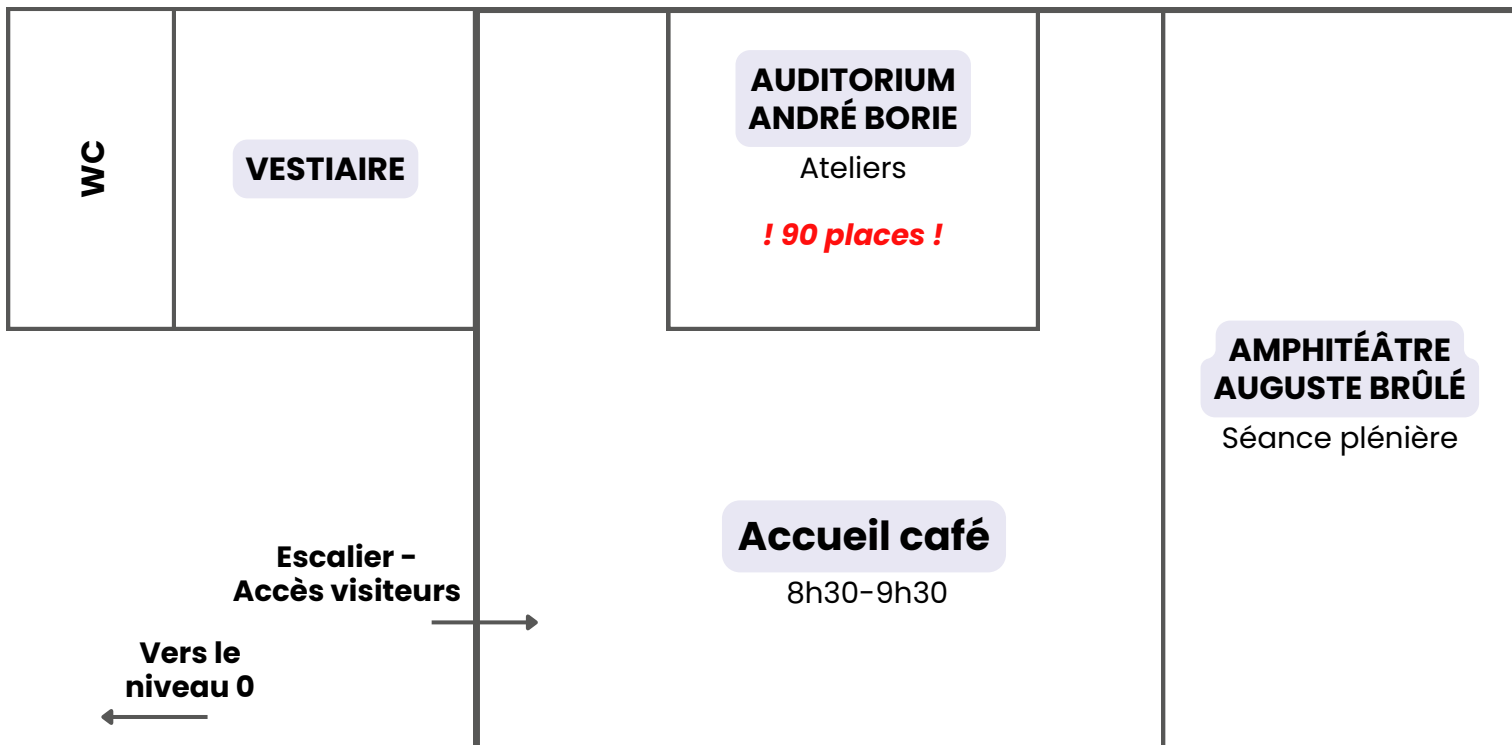 WC
VESTIAIRE
AUDITORIUM
ANDRÉ BORIE
Ateliers
! 90 places !
AMPHITÉÂTRE
AUGUSTE BRÛLÉ
Séance plénière
Accueil café
8h30-9h30
Escalier -
Accès visiteurs
Vers le
niveau 0